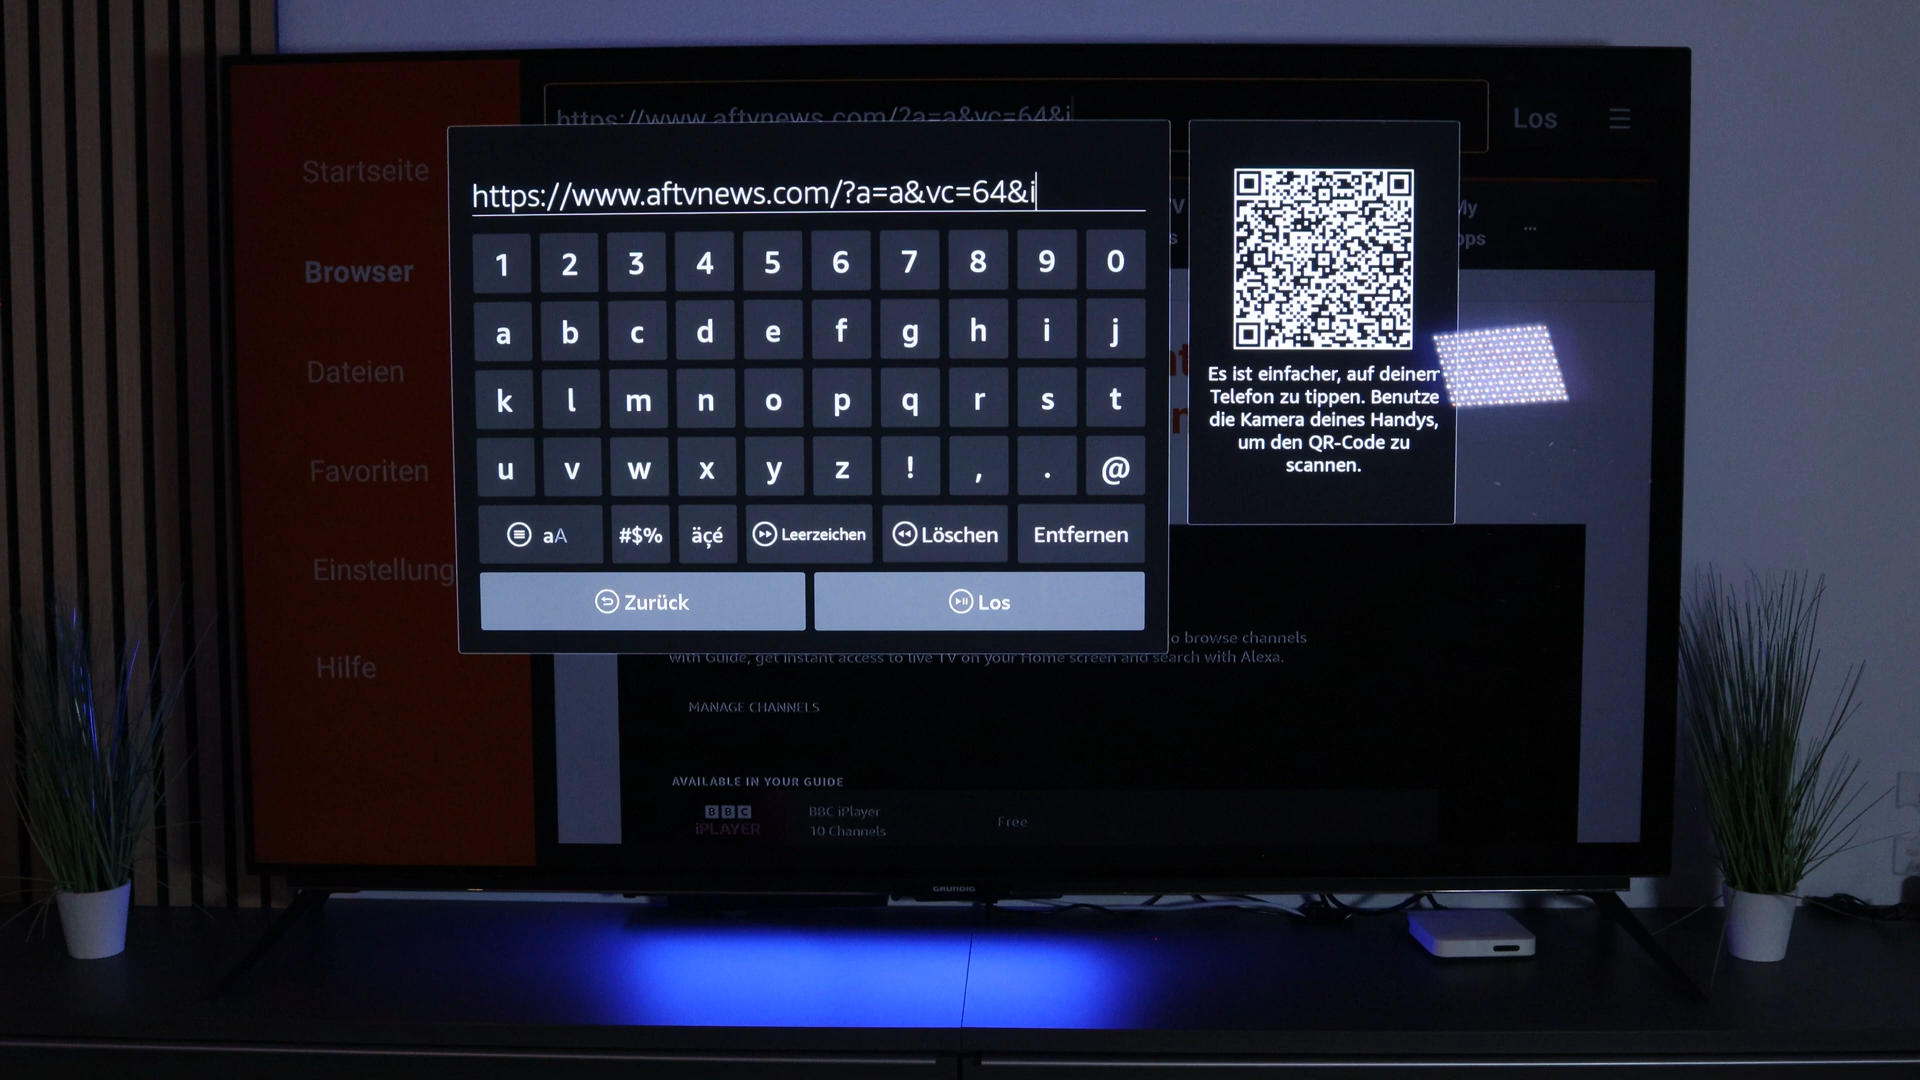 https://www.aftvnews.com/?a=a&vc=64&i
Los
Startseite
Browser
Dateien
Favoriten
Einstellung
Hilfe
https://www.aftvnews.com/?a=a&vc=64&i
1 2 3 4 5 6 7 8 9 0
a b c d e f g h i j
k l m n o p q r s t
u v w x y z ! , . @
aA #$% äçé Leerzeichen Löschen Entfernen
Zurück Los
Es ist einfacher, auf deinem
Telefon zu tippen. Benutze
die Kamera deines Handys,
um den QR-Code zu
scannen.
to browse channels
with Guide, get instant access to live TV on your Home screen and search with Alexa.
MANAGE CHANNELS
AVAILABLE IN YOUR GUIDE
BBC
iPLAYER
BBC iPlayer
10 Channels
Free
GRUNDIG